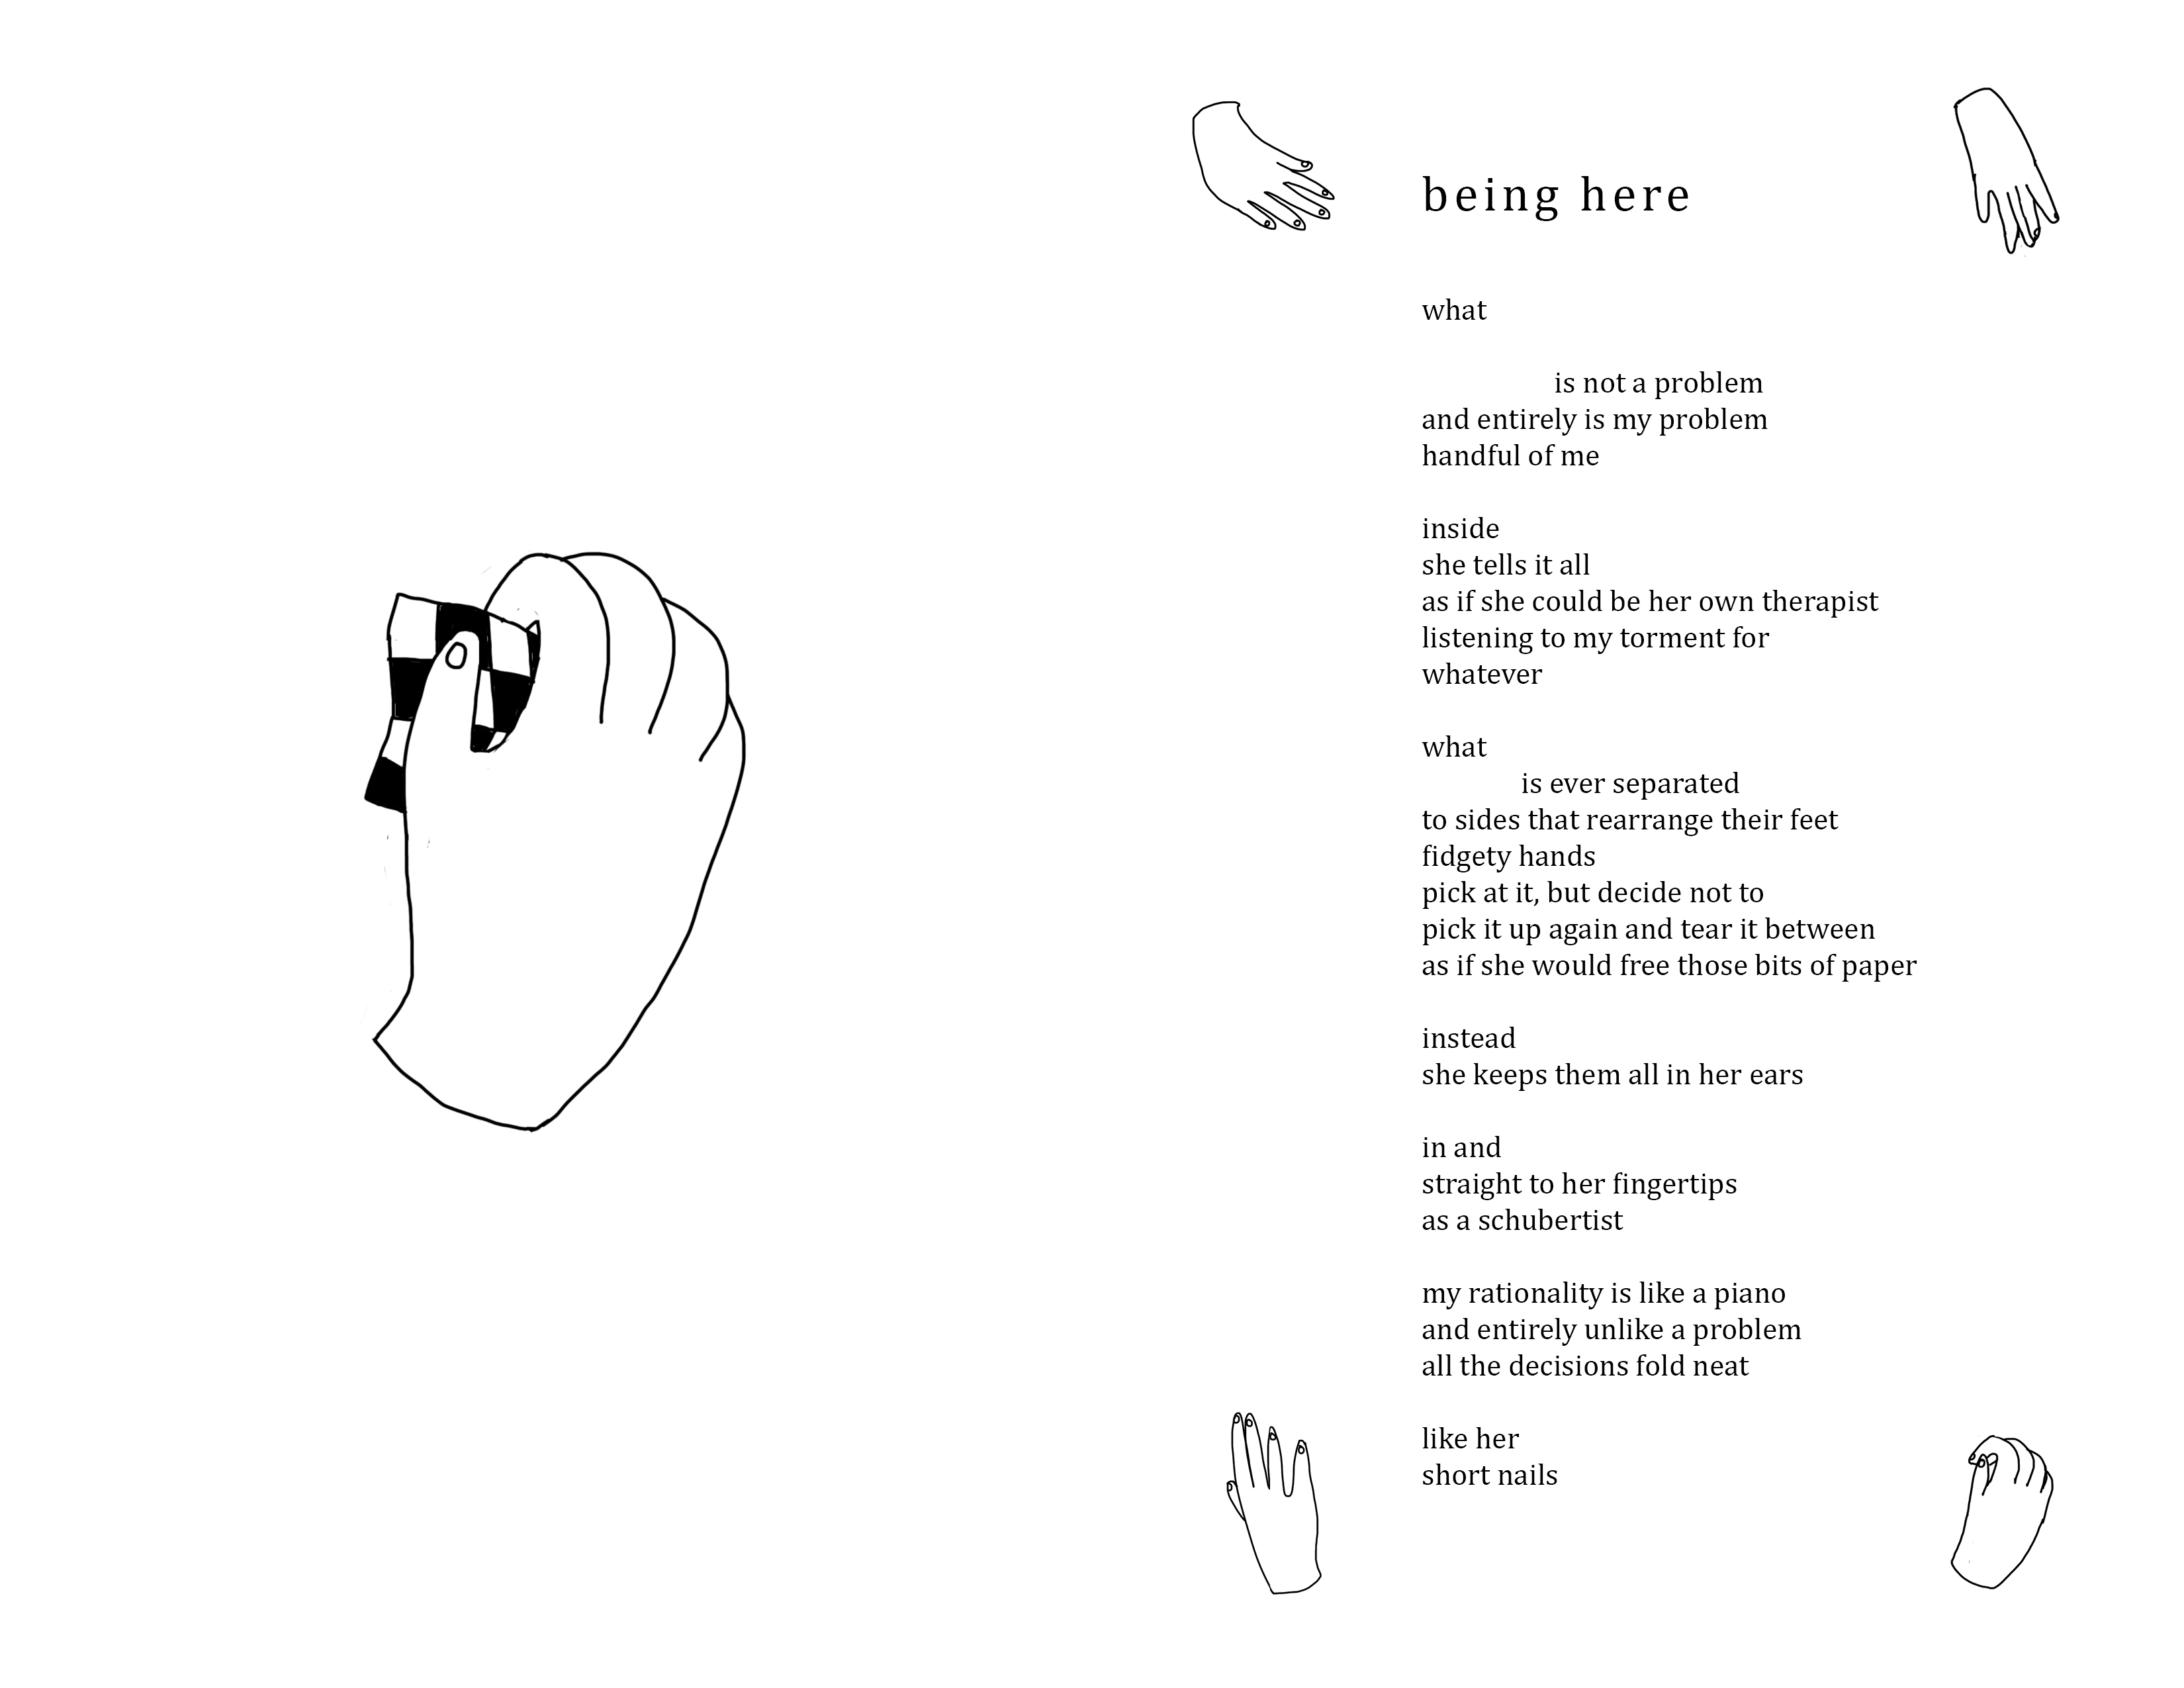 being here
what
is not a problem
and entirely is my problem
handful of me
inside
she tells it all
as if she could be her own therapist
listening to my torment for
whatever
what
is ever separated
to sides that rearrange their feet
fidgety hands
pick at it, but decide not to
pick it up again and tear it between
as if she would free those bits of paper
instead
she keeps them all in her ears
in and
straight to her fingertips
as a schubertist
my rationality is like a piano
and entirely unlike a problem
all the decisions fold neat
like her
short nails